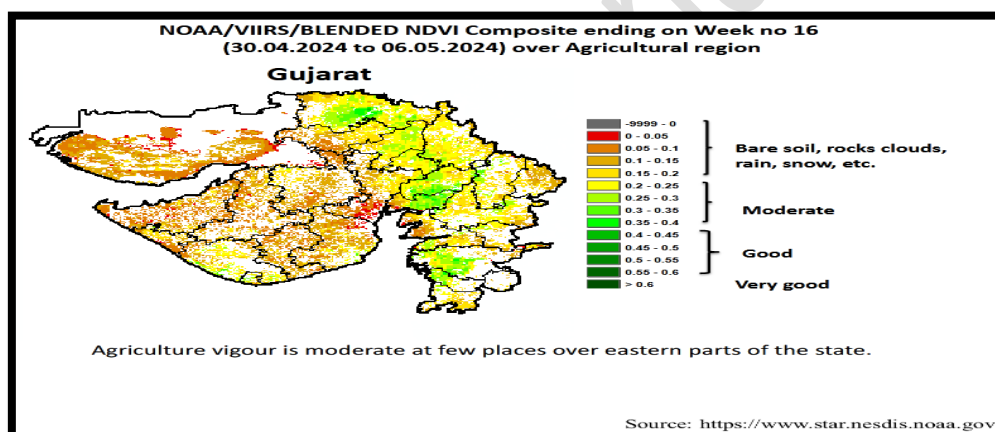 NOAA/VIIRS/BLENDED NDVI Composite ending on Week no 16
(30.04.2024 to 06.05.2024) over Agricultural region
Gujarat
-9999 - 0
0 - 0.05
0.05 - 0.1
0.1 - 0.15
0.15 - 0.2
0.2 - 0.25
0.25 - 0.3
0.3 - 0.35
0.35 - 0.4
0.4 - 0.45
0.45 - 0.5
0.5 - 0.55
0.55 - 0.6
> 0.6
Bare soil, rocks clouds,
rain, snow, etc.
Moderate
Good
Very good
Agriculture vigour is moderate at few places over eastern parts of the state.
Source: https://www.star.nesdis.noaa.gov